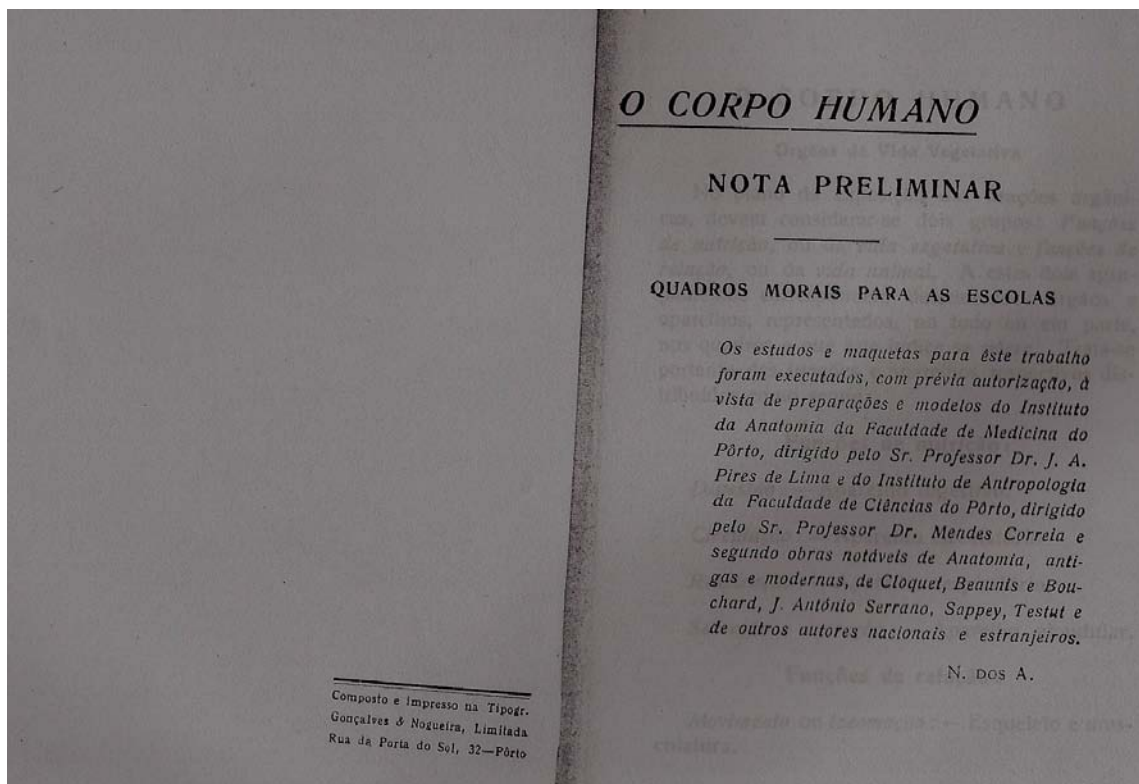 Composto e impresso na Tipogr.
Gonçalves & Nogueira, Limitada
Rua da Porta do Sol, 32—Pôrto
O CORPO HUMANO
NOTA PRELIMINAR
QUADROS MORAIS PARA AS ESCOLAS
Os estudos e maquetas para êste trabalho
foram executados, com prévia autorização, à
vista de preparações e modelos do Instituto
da Anatomia da Faculdade de Medicina do
Pôrto, dirigido pelo Sr. Professor Dr. J. A.
Pires de Lima e do Instituto de Antropologia
da Faculdade de Ciências do Pôrto, dirigido
pelo Sr. Professor Dr. Mendes Correia e
segundo obras notáveis de Anatomia, anti-
gas e modernas, de Cloquet, Beaunis e Bou-
chard, J. António Serrano, Sappey, Testut e
de outros autores nacionais e estranjeiros.
N. DOS A.